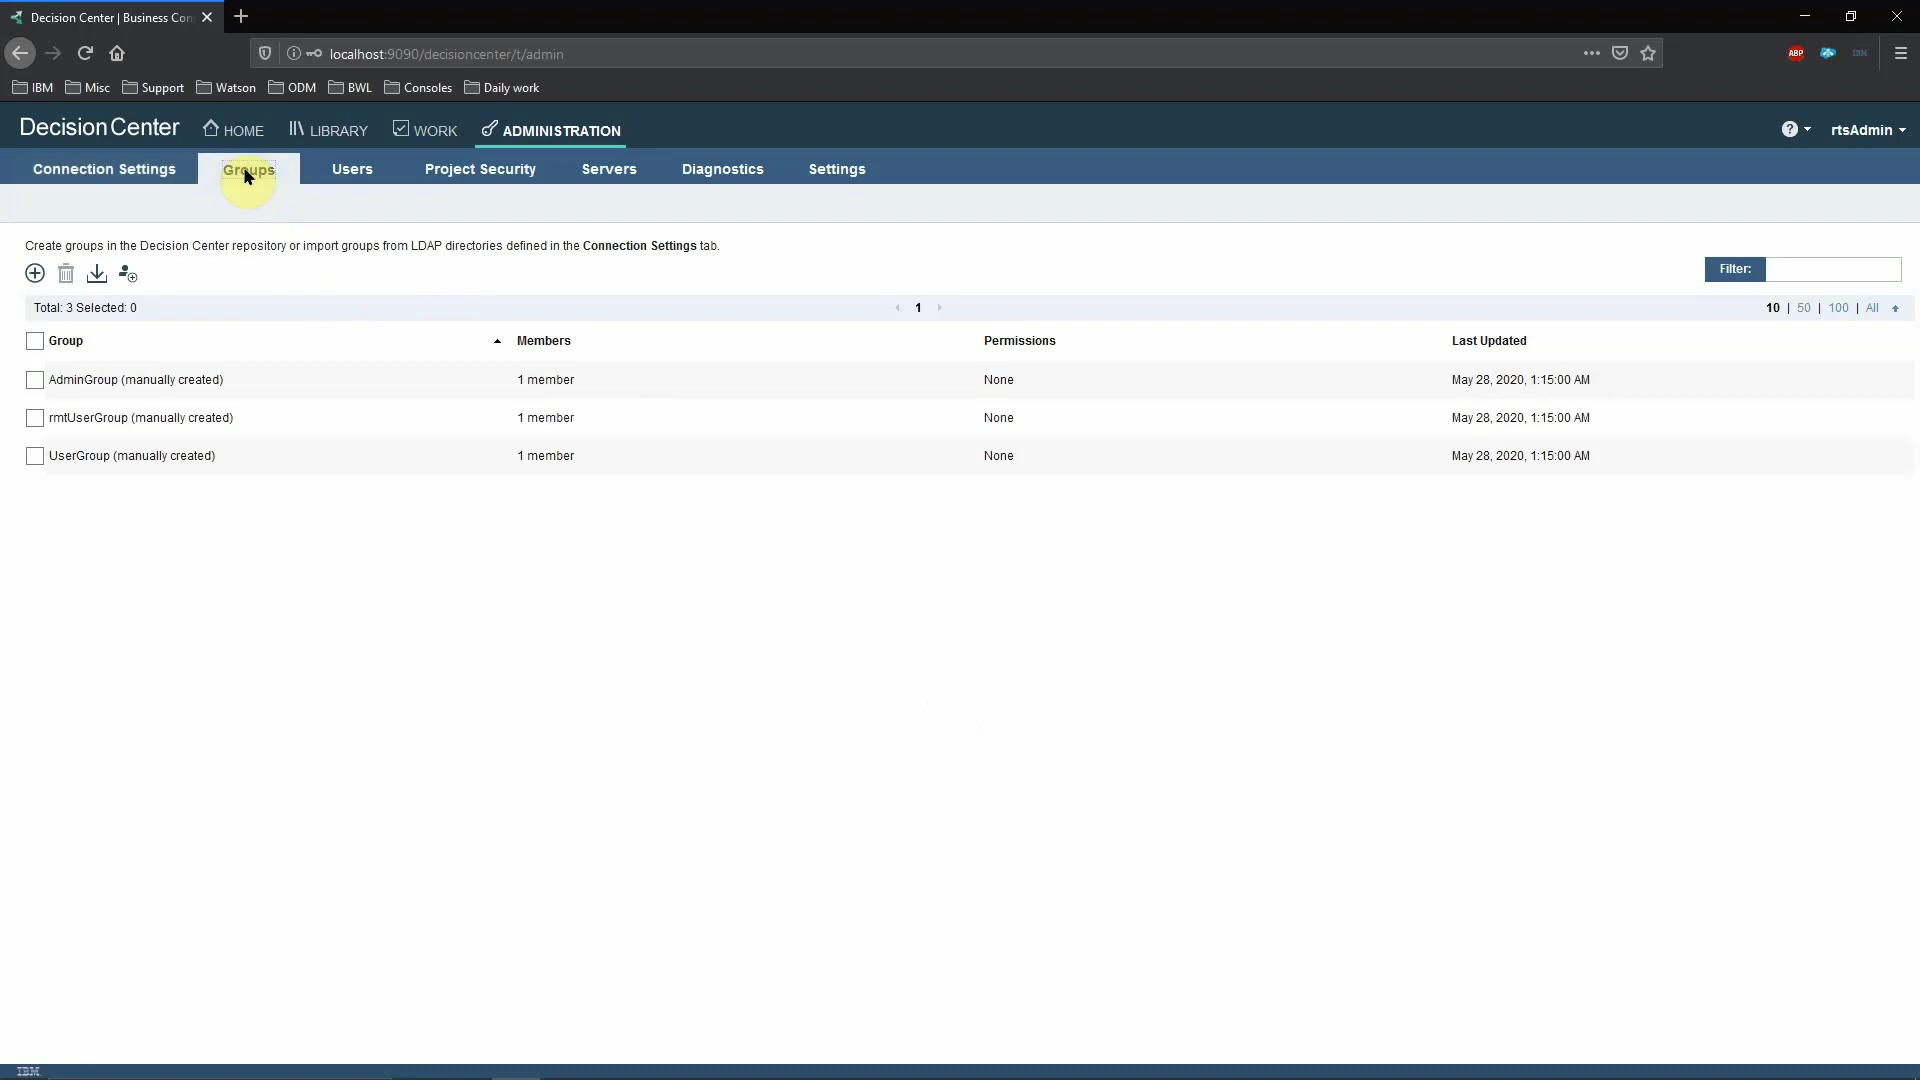 Decision Center | Business Con
localhost:9090/decisioncenter/t/admin
ABP
IBM
IBM Misc Support Watson ODM BWL Consoles Daily work
Decision Center HOME LIBRARY WORK ADMINISTRATION ? rtsAdmin
Connection Settings Groups Users Project Security Servers Diagnostics Settings
Create groups in the Decision Center repository or import groups from LDAP directories defined in the Connection Settings tab.
Filter:
Total: 3 Selected: 0 1 10 | 50 | 100 | All
Group Members Permissions Last Updated
AdminGroup (manually created) 1 member None May 28, 2020, 1:15:00 AM
rmtUserGroup (manually created) 1 member None May 28, 2020, 1:15:00 AM
UserGroup (manually created) 1 member None May 28, 2020, 1:15:00 AM
IBM